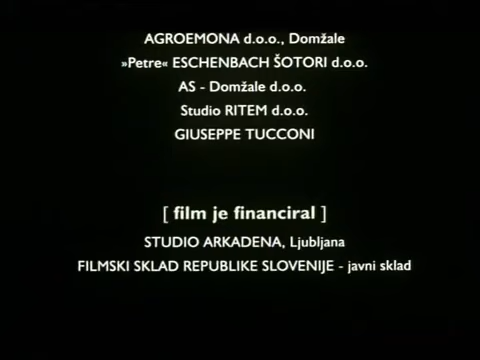 AGROEMONA d.o.o., Domžale
»Petre« ESCHENBACH ŠOTORI d.o.o.
AS - Domžale d.o.o.
Studio RITEM d.o.o.
GIUSEPPE TUCCONI
[ film je financiral ]
STUDIO ARKADENA, Ljubljana
FILMSKI SKLAD REPUBLIKE SLOVENIJE - javni sklad